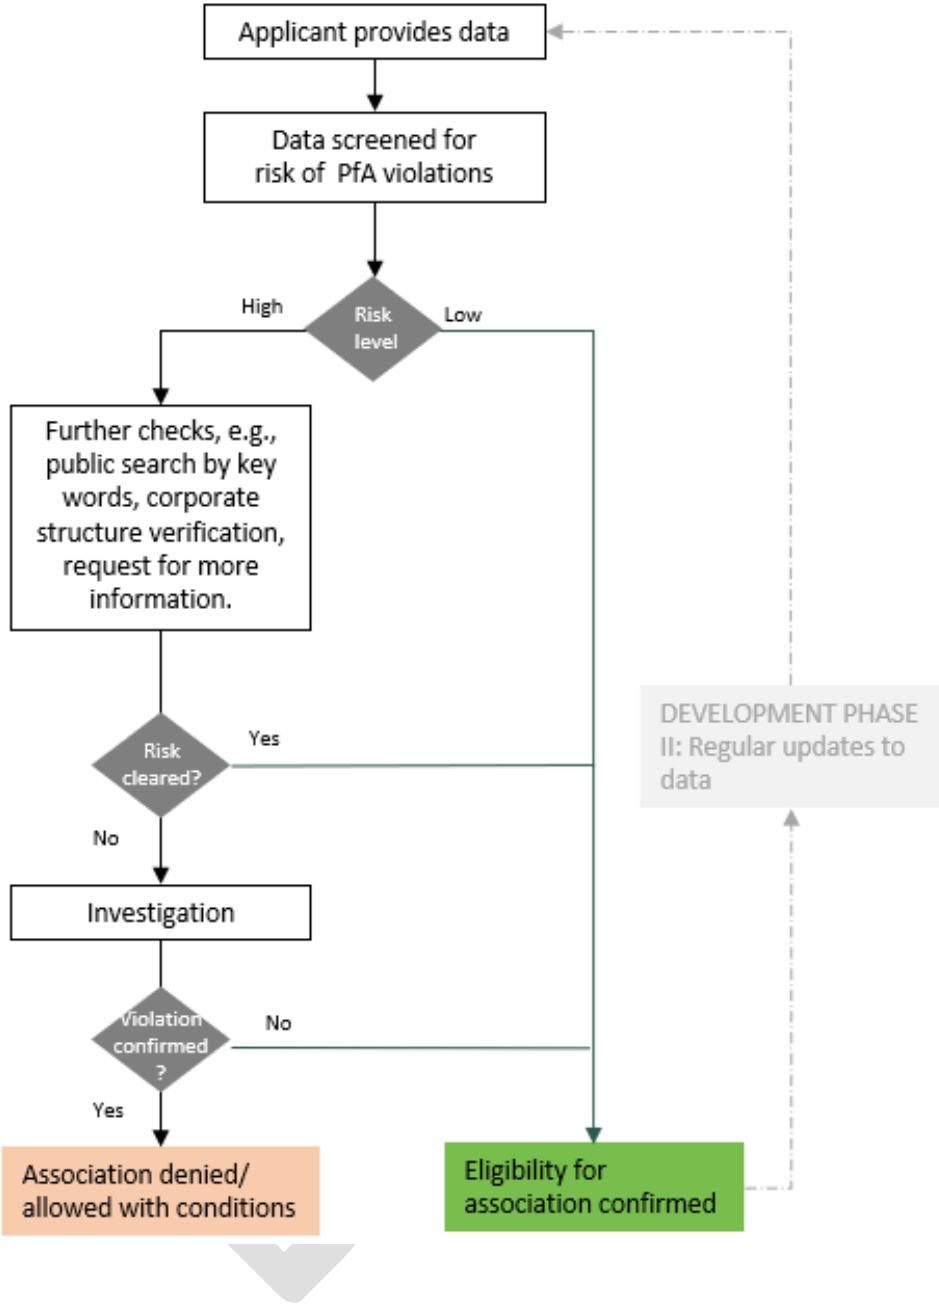 Applicant provides data
Data screened for
risk of PfA violations
High
Risk
level
Low
Further checks, e.g.,
public search by key
words, corporate
structure verification,
request for more
information.
Risk
cleared?
Yes
DEVELOPMENT PHASE
II: Regular updates to
data
No
Investigation
Violation
confirmed
?
No
Yes
Association denied/
allowed with conditions
Eligibility for
association confirmed